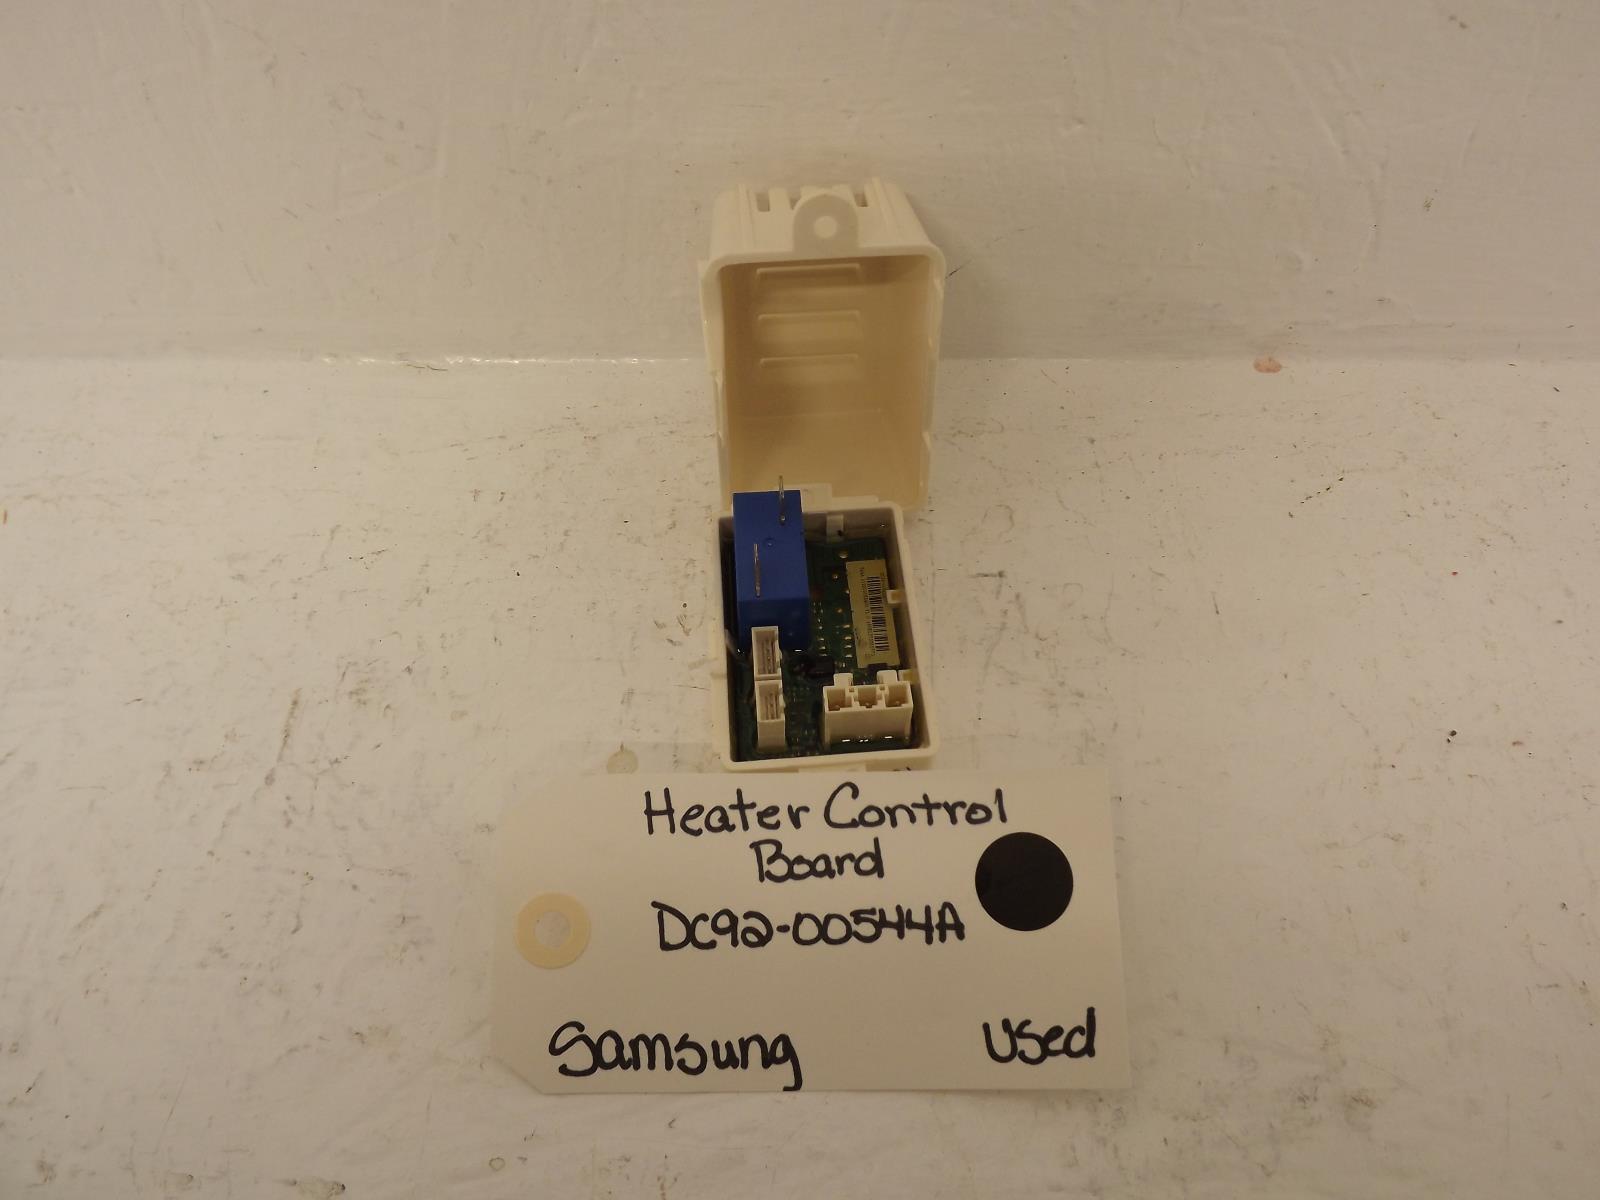 Heater Control
Board
DC92-00544A
Samsung
Used